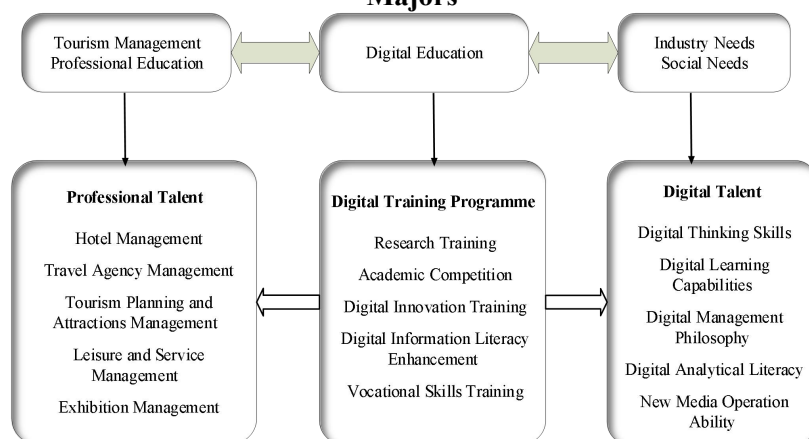 Majors
Tourism Management
Professional Education
Digital Education
Industry Needs
Social Needs
Professional Talent
Hotel Management
Travel Agency Management
Tourism Planning and
Attractions Management
Leisure and Service
Management
Exhibition Management
Digital Training Programme
Research Training
Academic Competition
Digital Innovation Training
Digital Information Literacy
Enhancement
Vocational Skills Training
Digital Talent
Digital Thinking Skills
Digital Learning
Capabilities
Digital Management
Philosophy
Digital Analytical Literacy
New Media Operation
Ability